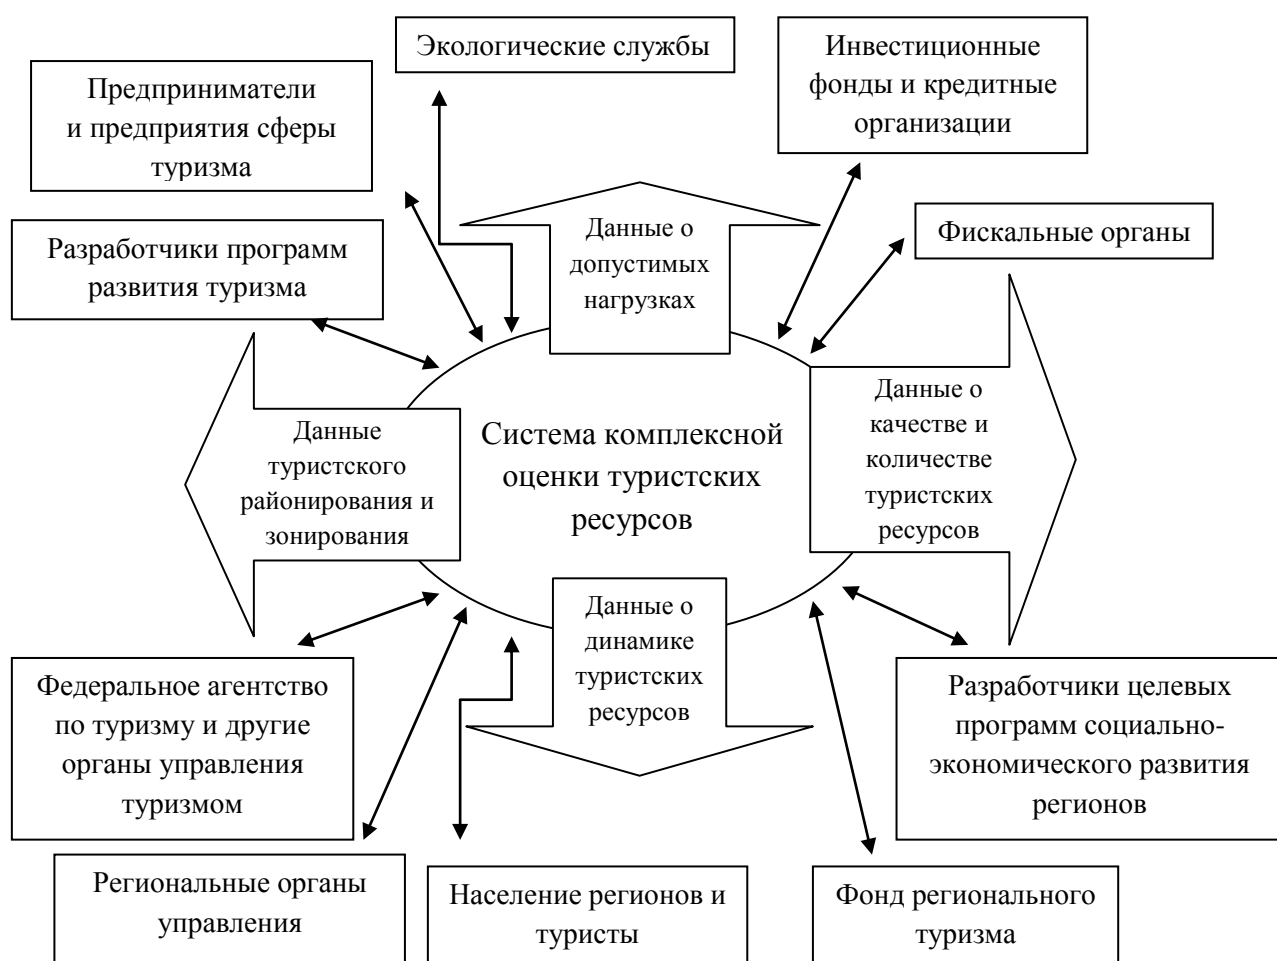 Экологические службы
Инвестиционные
фонды и кредитные
организации
Предприниматели
и предприятия сферы
туризма
Данные о
допустимых
нагрузках
Фискальные органы
Разработчики программ
развития туризма
Данные
туристского
районирования и
зонирования
Система комплексной
оценки туристских
ресурсов
Данные о
качестве и
количестве
туристских
ресурсов
Данные о
динамике
туристских
ресурсов
Федеральное агентство
по туризму и другие
органы управления
туризмом
Разработчики целевых
программ социально-
экономического развития
регионов
Региональные органы
управления
Население регионов и
туристы
Фонд регионального
туризма